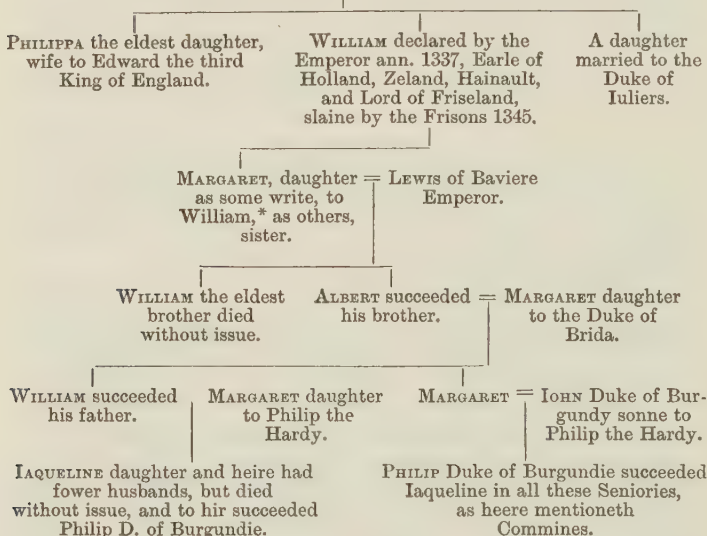 PHILIPPA the eldest daughter,
wife to Edward the third
King of England.
WILLIAM declared by the
Emperor ann. 1337, Earle of
Holland, Zeland, Hainault,
and Lord of Friseland,
slaine by the Frisons 1345.
A daughter
married to the
Duke of
Iuliers.
MARGARET, daughter
as some write, to
William,* as others,
sister.
= LEWIS of Baviere
Emperor.
WILLIAM the eldest
brother died
without issue.
ALBERT succeeded
his brother.
= MARGARET daughter
to the Duke of
Brida.
WILLIAM succeeded
his father.
MARGARET daughter
to Philip the
Hardy.
MARGARET = IOHN Duke of Bur-
gundy sonne to
Philip the Hardy.
IAQUELINE daughter and heire had
fower husbands, but died
without issue, and to hir succeeded
Philip D. of Burgundie.
PHILIP Duke of Burgundie succeeded
Iaqueline in all these Seniories,
as heere mentioneth
Commines.